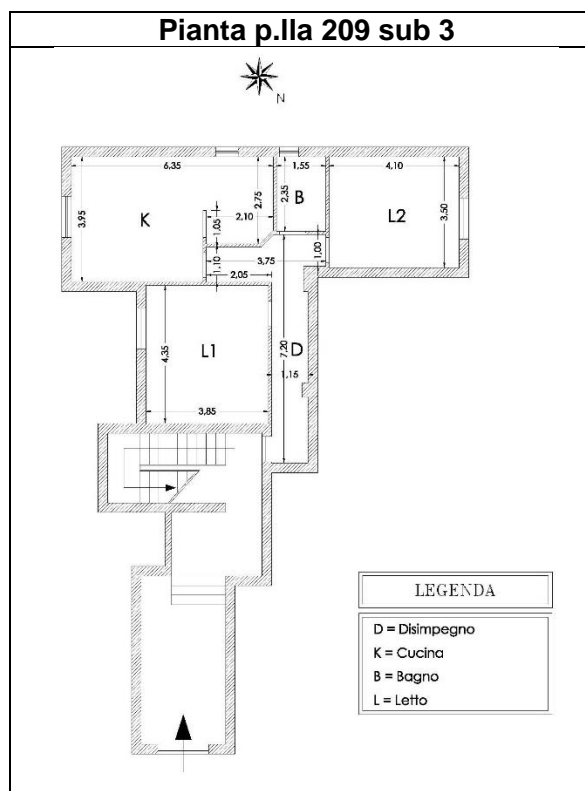 Pianta p.lla 209 sub 3
N
6,35
1,55
4,10
3,95
K
2,75
2,35
B
L2
3,50
1,05
2,10
1,00
1,10
3,75
2,05
L1
4,35
7,20
D
1,15
3,85
LEGENDA
D = Disimpegno
K = Cucina
B = Bagno
L = Letto